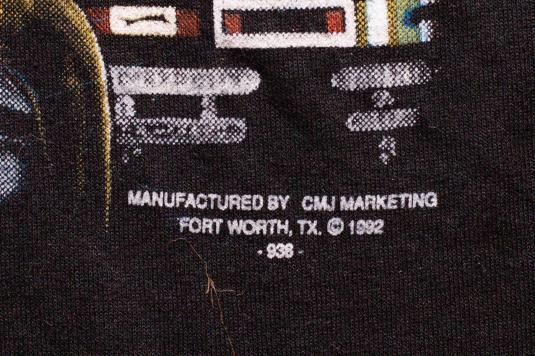 MANUFACTURED BY CMJ MARKETING
FORT WORTH, TX. © 1992
- 938 -